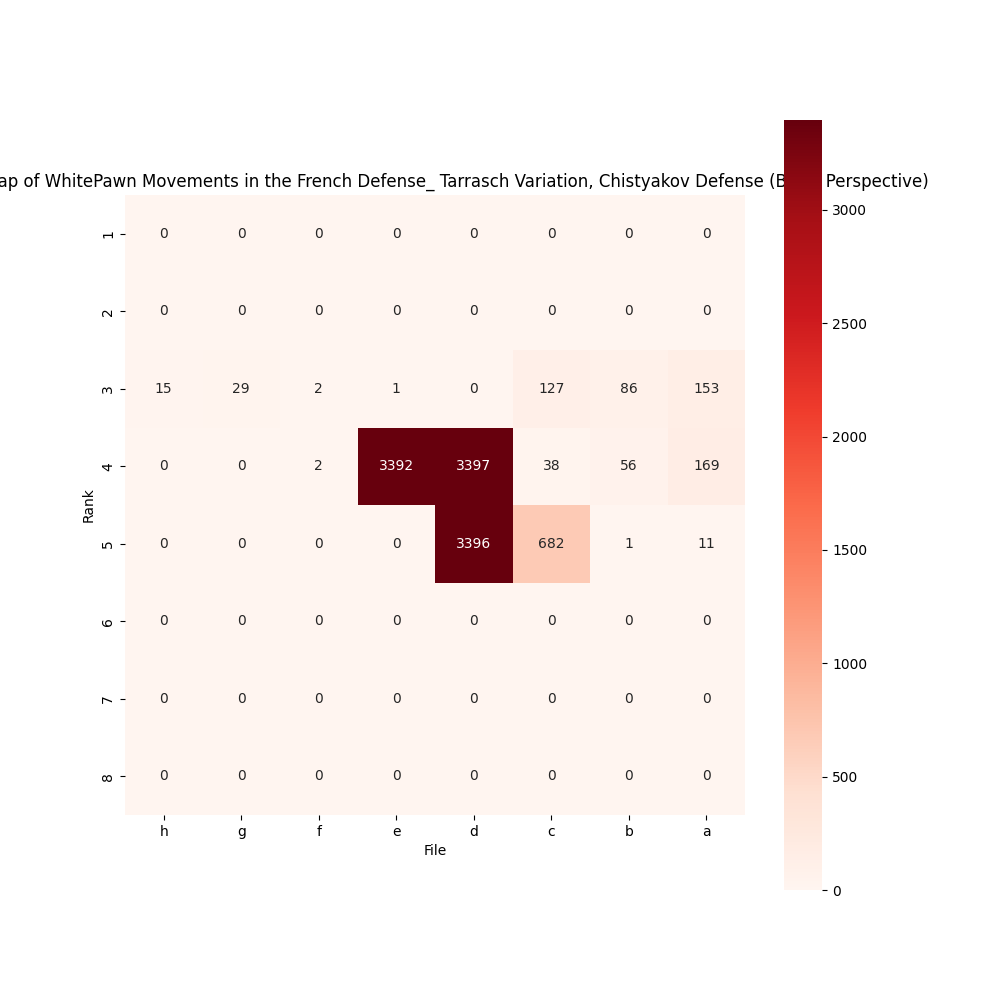 ap of WhitePawn Movements in the French Defense_ Tarrasch Variation, Chistyakov Defense (B Perspective)
Rank
1 0 0 0 0 0 0 0 0
2 0 0 0 0 0 0 0 0
3 15 29 2 1 0 127 86 153
4 0 0 2 3392 3397 38 56 169
5 0 0 0 0 3396 682 1 11
6 0 0 0 0 0 0 0 0
7 0 0 0 0 0 0 0 0
8 0 0 0 0 0 0 0 0
h g f e d c b a
File
3000
2500
2000
1500
1000
500
0